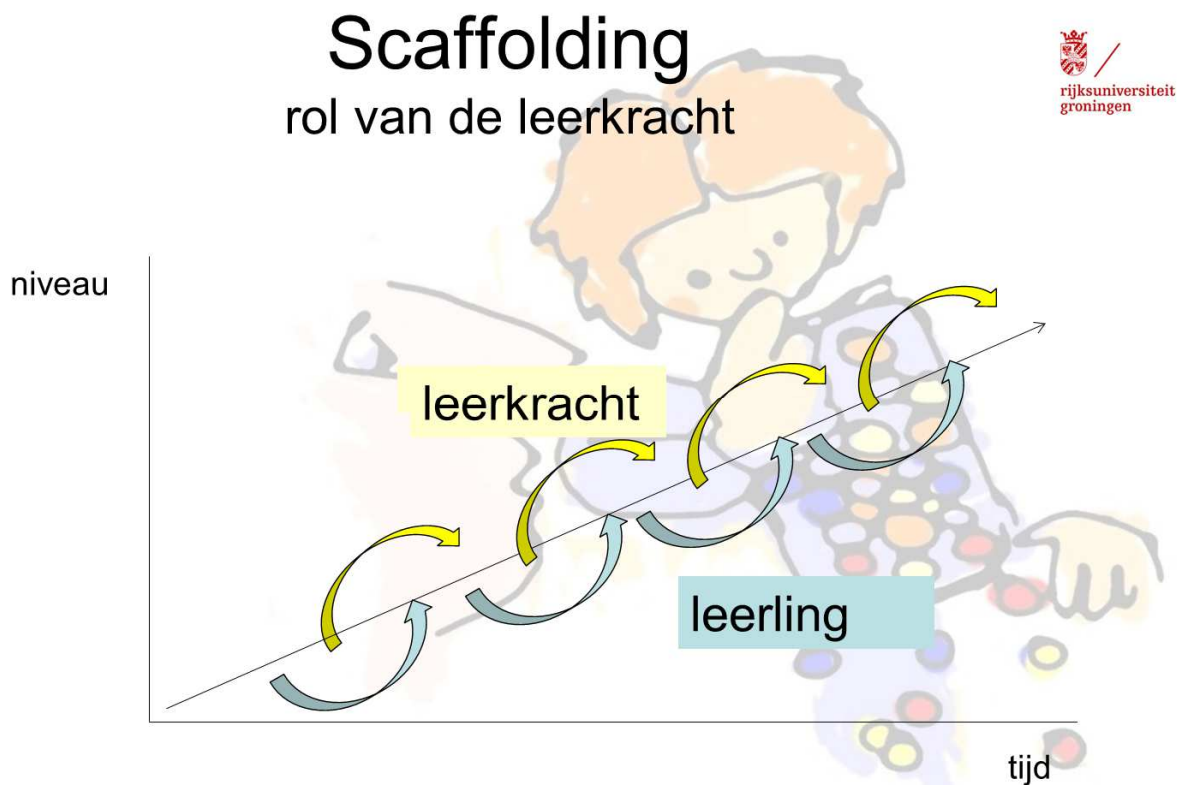 Scaffolding
rol van de leerkracht
rijksuniversiteit
groningen
niveau
leerkracht
leerling
tijd